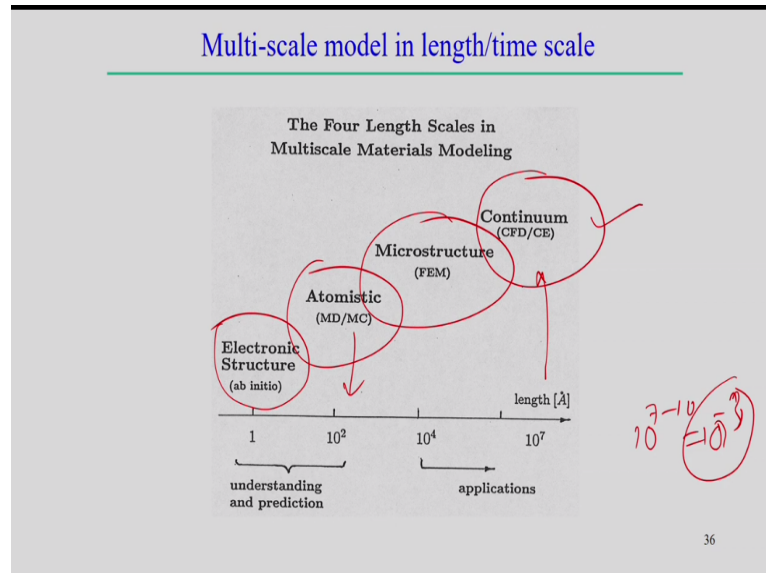 Multi-scale model in length/time scale
The Four Length Scales in
Multiscale Materials Modeling
Continuum
(CFD/CE)
Microstructure
(FEM)
Atomistic
(MD/MC)
Electronic
Structure
(ab initio)
length [Å]
1 10² 10⁴ 10⁷
understanding
and prediction
applications
10⁷⁻¹⁰ = 10⁻³
36